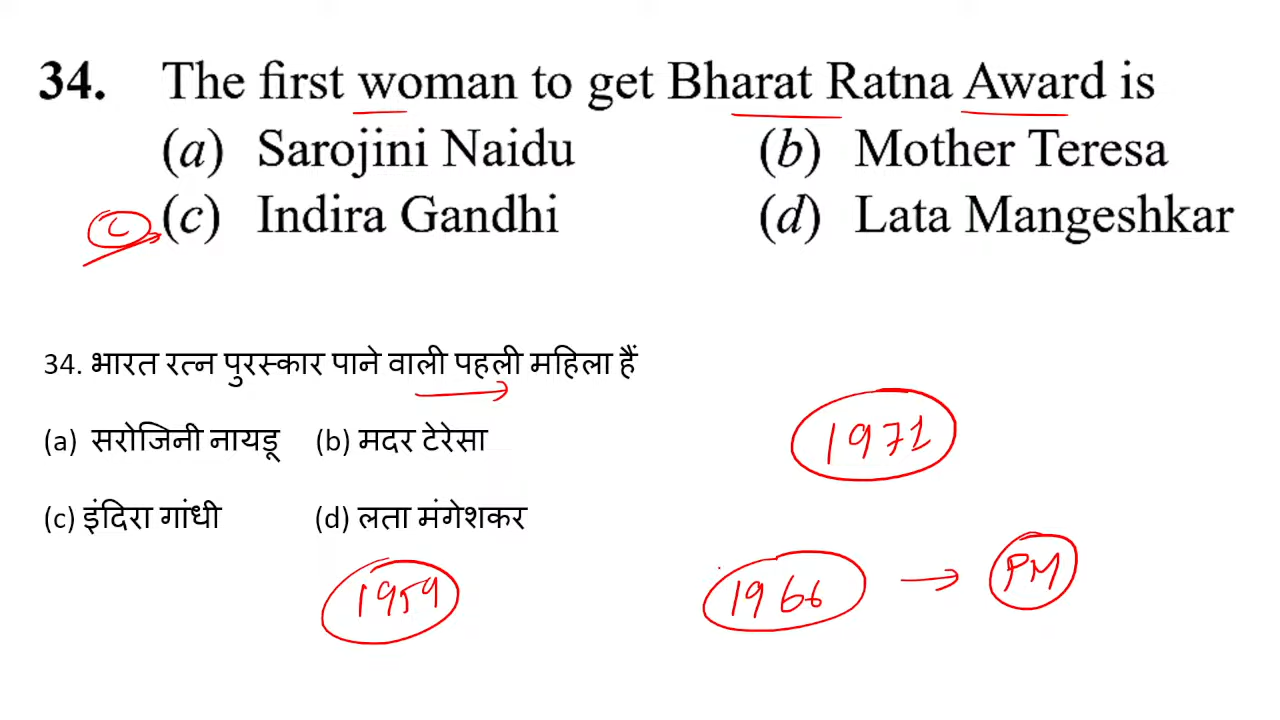 34. The first woman to get Bharat Ratna Award is
(a) Sarojini Naidu (b) Mother Teresa
C (c) Indira Gandhi (d) Lata Mangeshkar
34. भारत रत्न पुरस्कार पाने वाली पहली महिला हैं
(a) सरोजिनी नायडू (b) मदर टेरेसा
1971
(c) इंदिरा गांधी (d) लता मंगेशकर
1959 1966 → PM